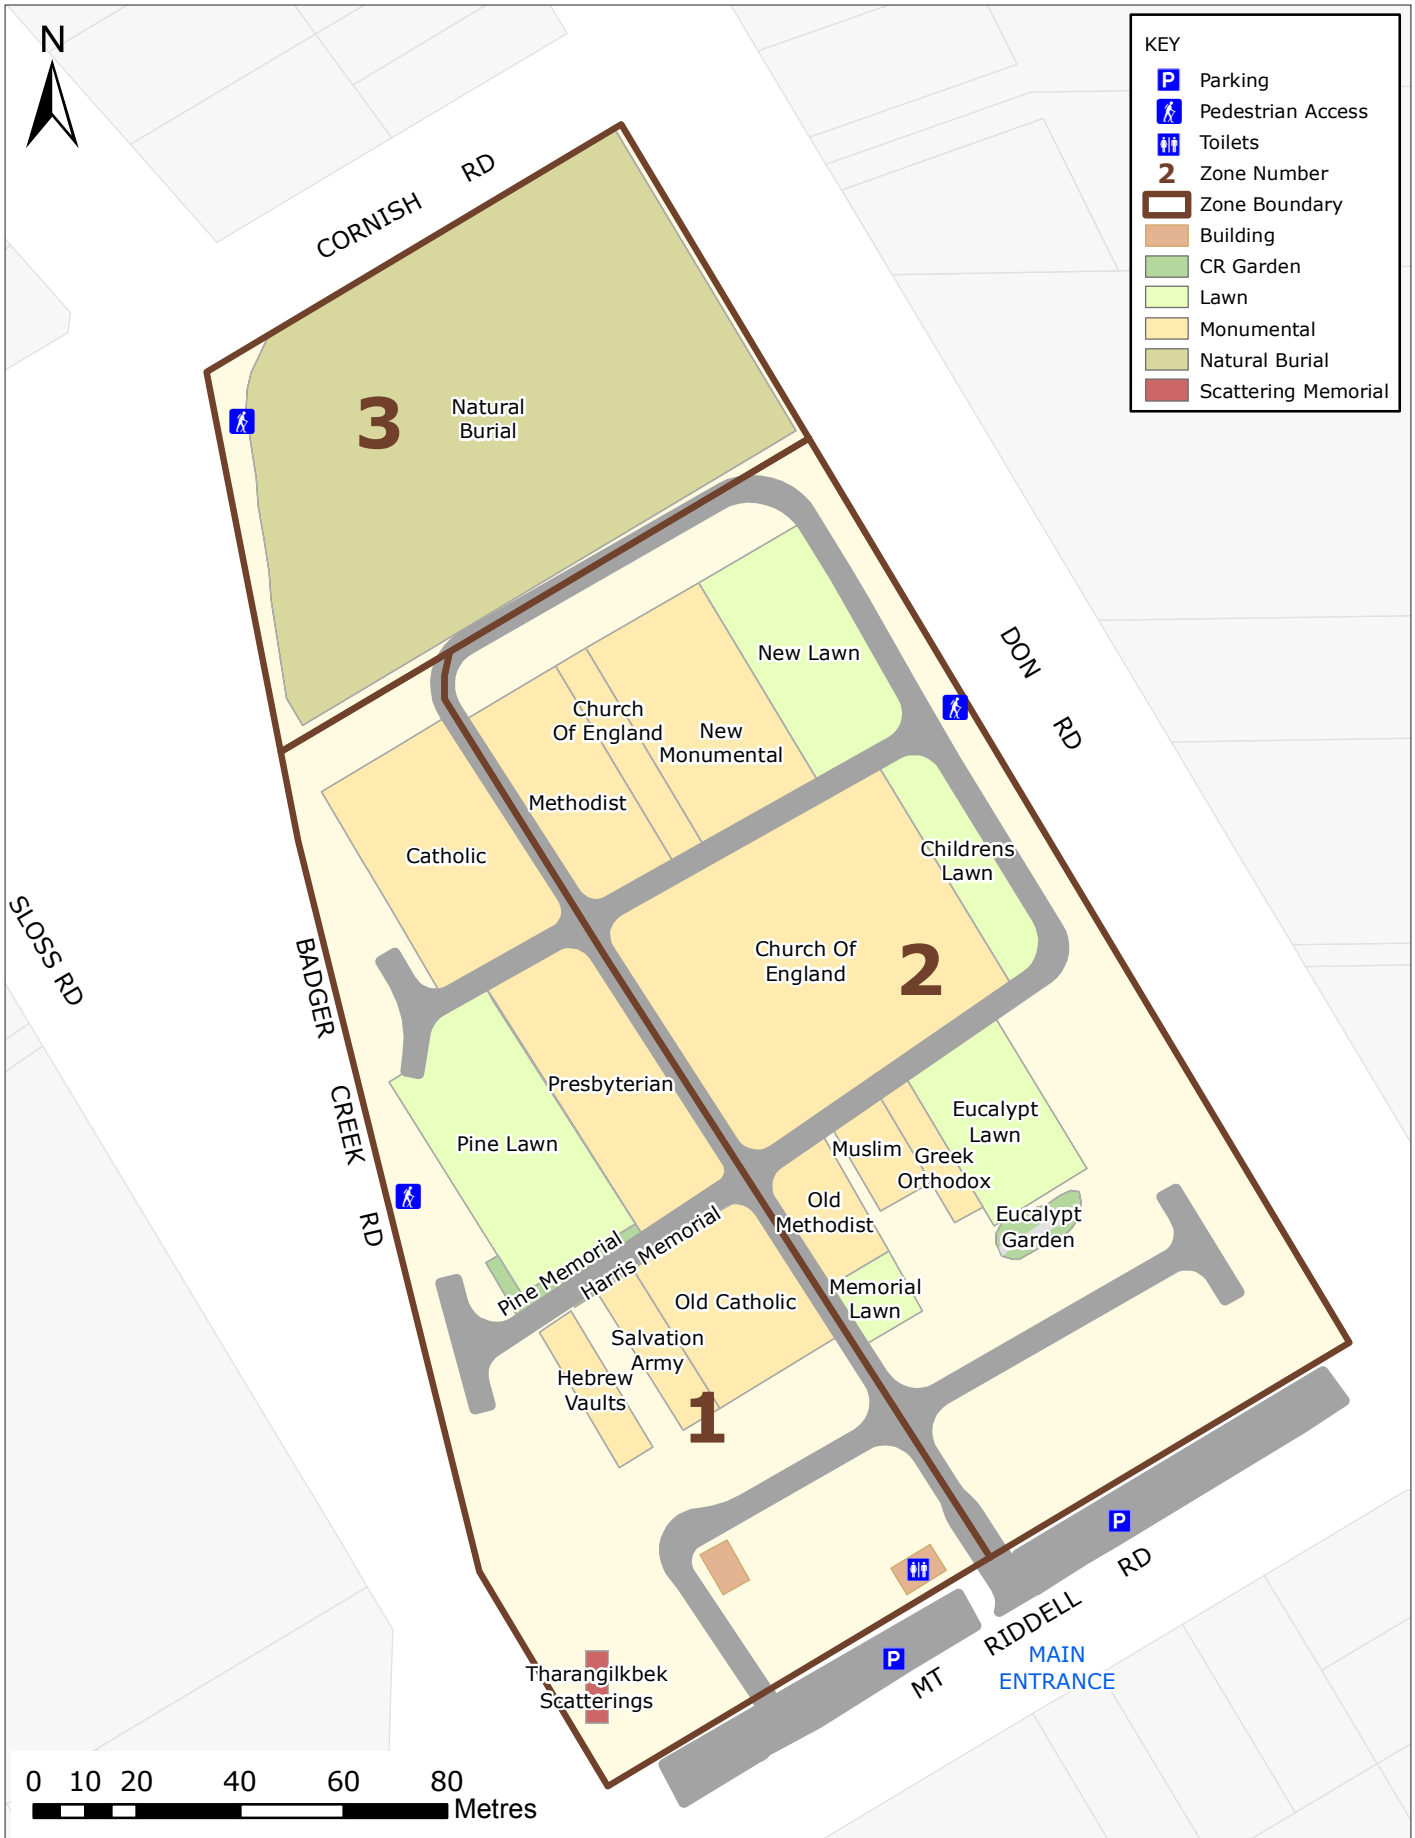 N
KEY
P Parking
Pedestrian Access
Toilets
2 Zone Number
Zone Boundary
Building
CR Garden
Lawn
Monumental
Natural Burial
Scattering Memorial
CORNISH RD
3
Natural
Burial
DON RD
New Lawn
Church
Of England
New
Monumental
Methodist
Catholic
Childrens
Lawn
Church Of
England
2
SLOSS RD
BADGER CREEK RD
Presbyterian
Pine Lawn
Eucalypt
Lawn
Muslim
Greek
Orthodox
Old
Methodist
Eucalypt
Garden
Pine Memorial
Harris Memorial
Memorial
Lawn
Old Catholic
Salvation
Army
Hebrew
Vaults
1
P
P
MT RIDDELL RD
MAIN
ENTRANCE
Tharangilkbek
Scatterings
0 10 20 40 60 80
Metres